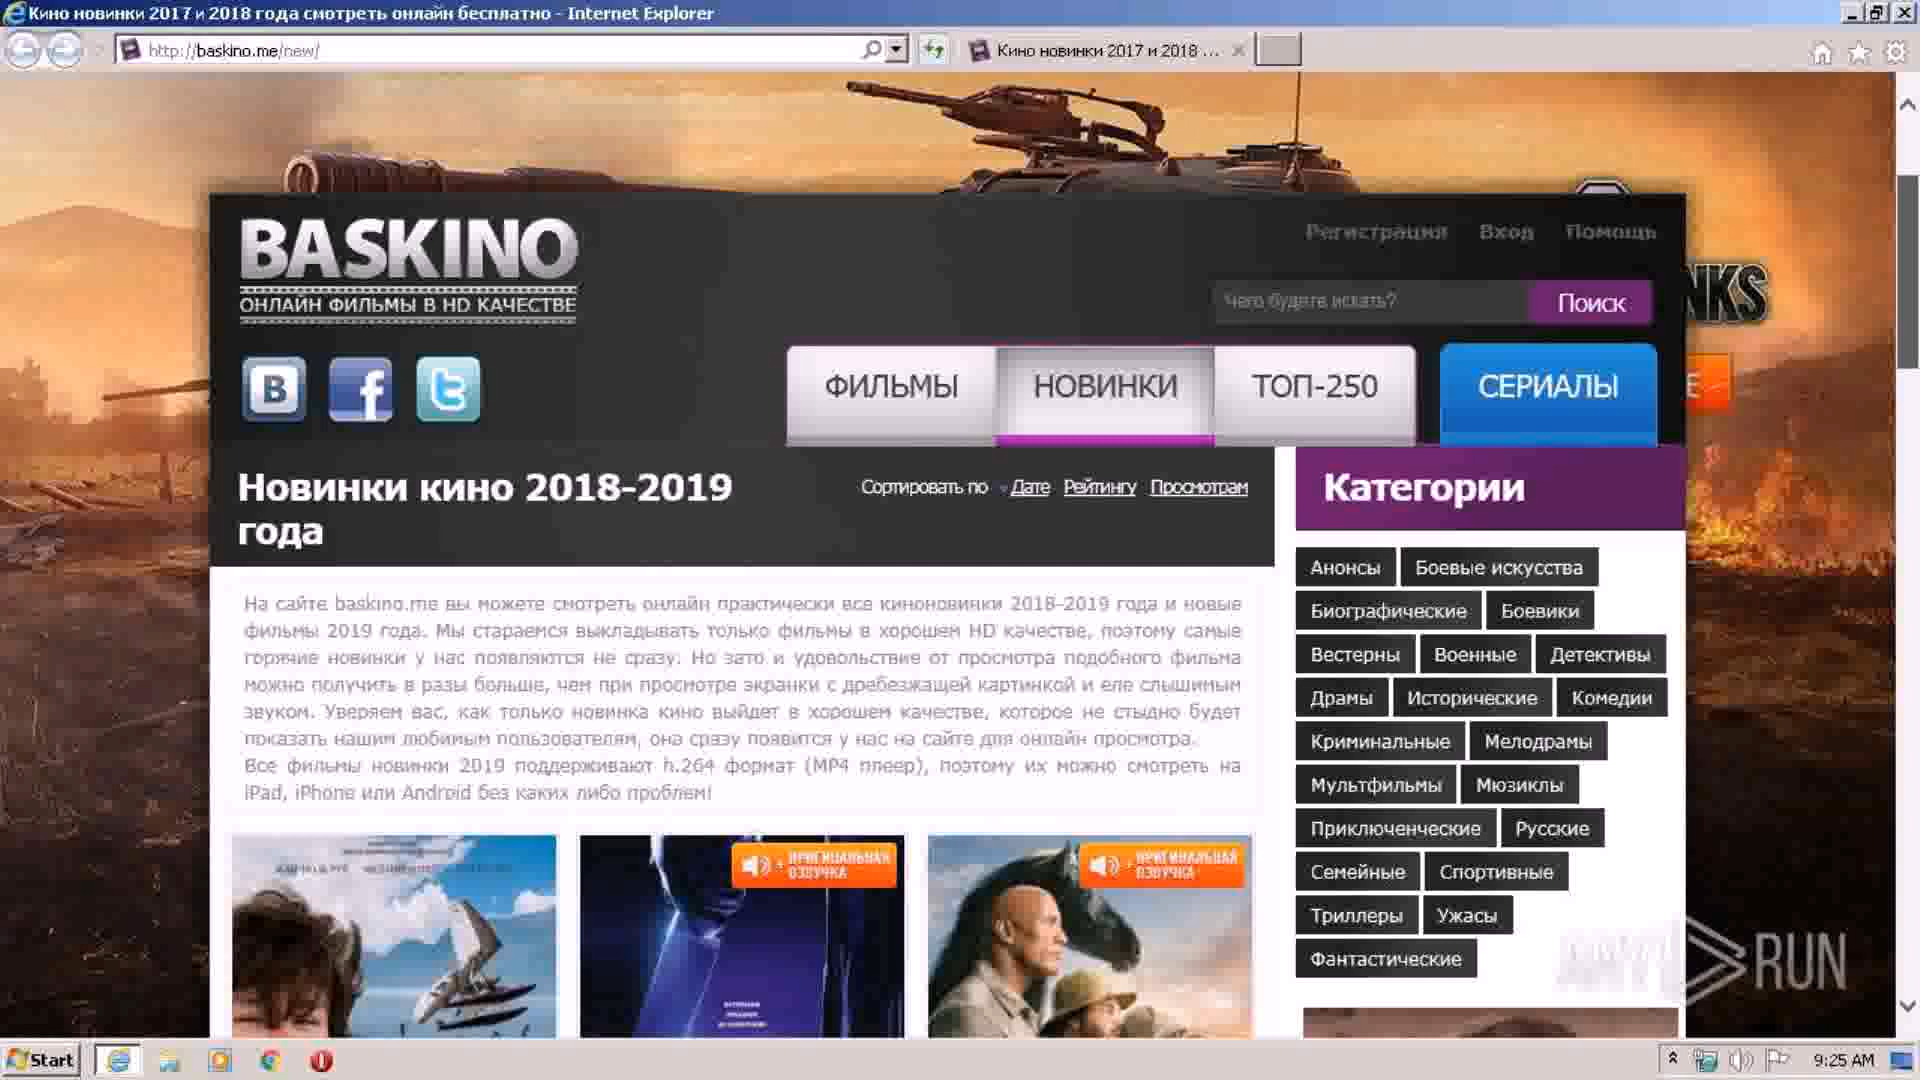 Кино новинки 2017 и 2018 года смотреть онлайн бесплатно - Internet Explorer
http://baskino.me/new/
Кино новинки 2017 и 2018 ...
BASKINO
ОНЛАЙН ФИЛЬМЫ В HD КАЧЕСТВЕ
Регистрация Вход Помощь
Чего будете искать?
Поиск
NKS
B f t
ФИЛЬМЫ НОВИНКИ ТОП-250 СЕРИАЛЫ
E
Новинки кино 2018-2019
года
Сортировать по Дате Рейтингу Просмотрам
Категории
На сайте baskino.me вы можете смотреть онлайн практически все киноновинки 2018-2019 года и новые
фильмы 2019 года. Мы стараемся выкладывать только фильмы в хорошем HD качестве, поэтому самые
горячие новинки у нас появляются не сразу. Но зато и удовольствие от просмотра подобного фильма
можно получить в разы больше, чем при просмотре экранки с дребезжащей картинкой и еле слышимым
звуком. Уверяем вас, как только новинка кино выйдет в хорошем качестве, которое не стыдно будет
показать нашим любимым пользователям, она сразу появится у нас на сайте для онлайн просмотра.
Все фильмы новинки 2019 поддерживают h.264 формат (MP4 плеер), поэтому их можно смотреть на
iPad, iPhone или Android без каких либо проблем!
Анонсы Боевые искусства
Биографические Боевики
Вестерны Военные Детективы
Драмы Исторические Комедии
Криминальные Мелодрамы
Мультфильмы Мюзиклы
Приключенческие Русские
Семейные Спортивные
Триллеры Ужасы
Фантастические
+ ОРИГИНАЛЬНАЯ
ОЗВУЧКА
+ ОРИГИНАЛЬНАЯ
ОЗВУЧКА
ANY RUN
Start
9:25 AM